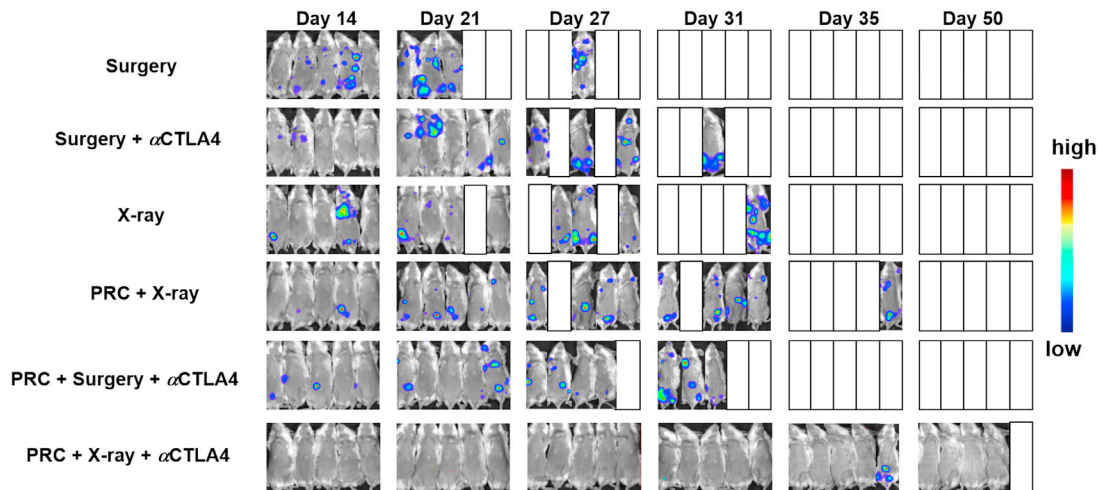 Day 14 Day 21 Day 27 Day 31 Day 35 Day 50
Surgery
Surgery + αCTLA4
high
X-ray
PRC + X-ray
low
PRC + Surgery + αCTLA4
PRC + X-ray + αCTLA4